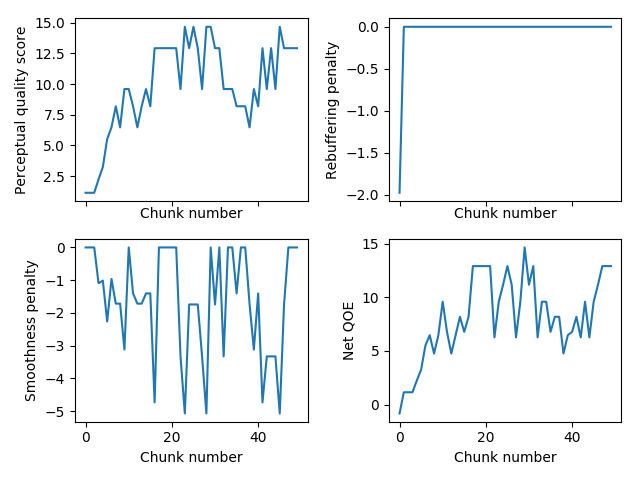 Perceptual quality score
15.0
12.5
10.0
7.5
5.0
2.5
Chunk number
Rebuffering penalty
0.0
−0.5
−1.0
−1.5
−2.0
Chunk number
Smoothness penalty
0
−1
−2
−3
−4
−5
0 20 40
Chunk number
Net QOE
15
10
5
0
0 20 40
Chunk number